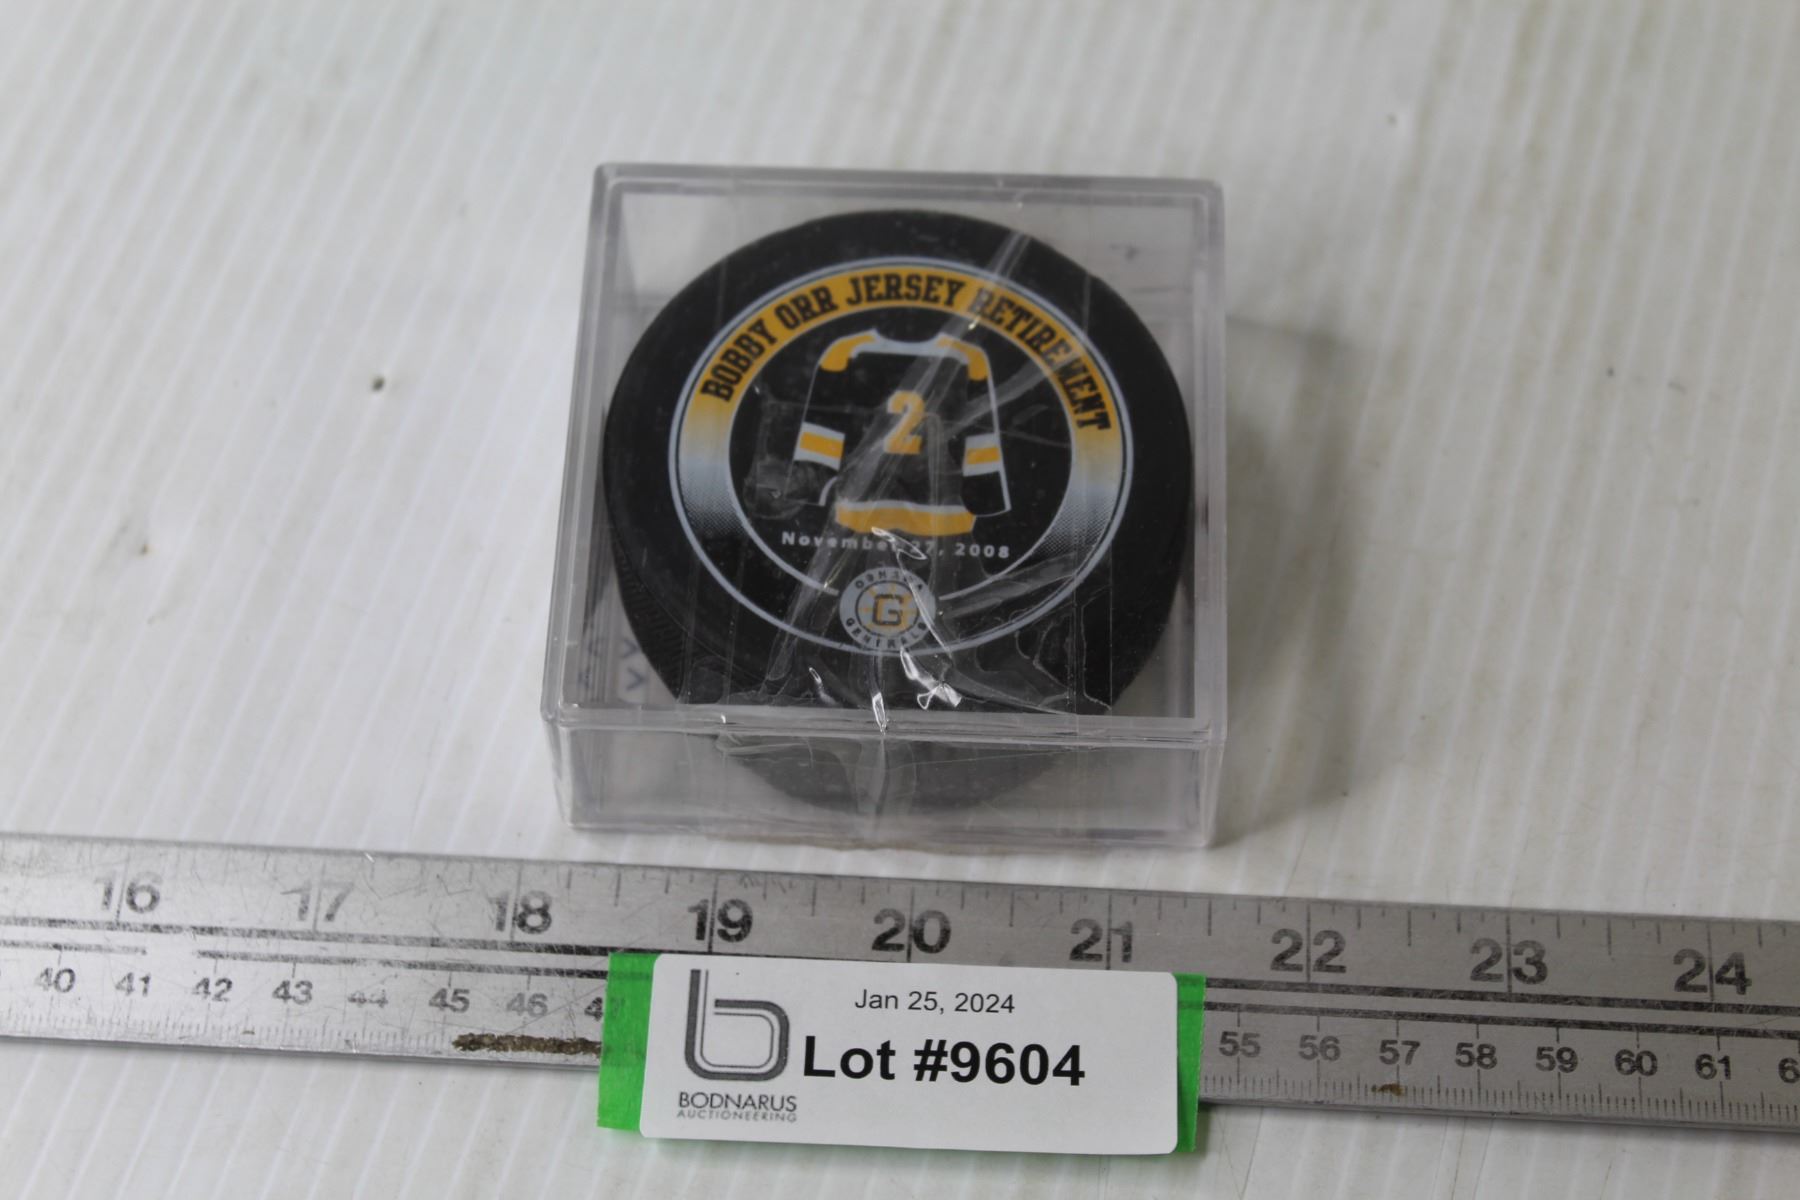 BOBBY ORR JERSEY RETIREMENT
2
November 27, 2008
OSHAWA
G
GENERALS
16 17 18 19 20 21 22 23 24
40 41 42 43 44 45 46
55 56 57 58 59 60 61
Jan 25, 2024
Lot #9604
BODNARUS
AUCTIONEERING